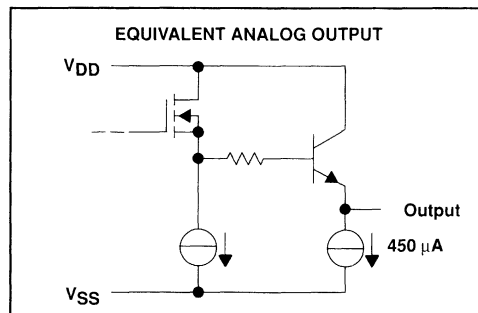 EQUIVALENT ANALOG OUTPUT
VDD
Output
450 µA
VSS